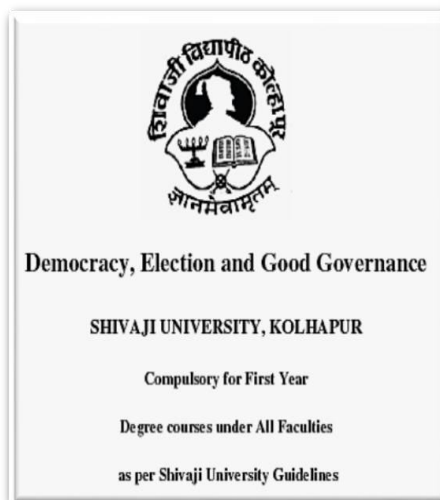 शिवाजी विद्यापीठ कोल्हापूर
ज्ञानमेवामृतम्
Democracy, Election and Good Governance
SHIVAJI UNIVERSITY, KOLHAPUR
Compulsory for First Year
Degree courses under All Faculties
as per Shivaji University Guidelines